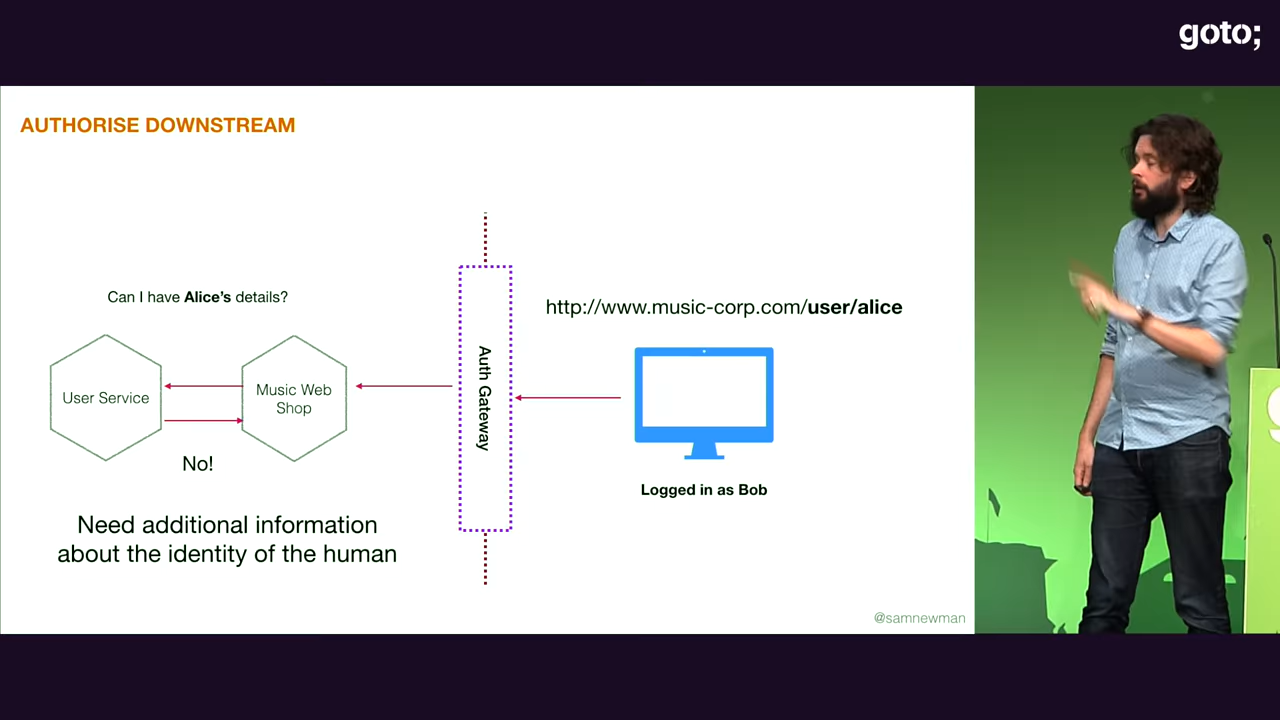 goto;
AUTHORISE DOWNSTREAM
Can I have Alice's details?
http://www.music-corp.com/user/alice
User Service
Music Web
Shop
Auth Gateway
No!
Logged in as Bob
Need additional information
about the identity of the human
@samnewman